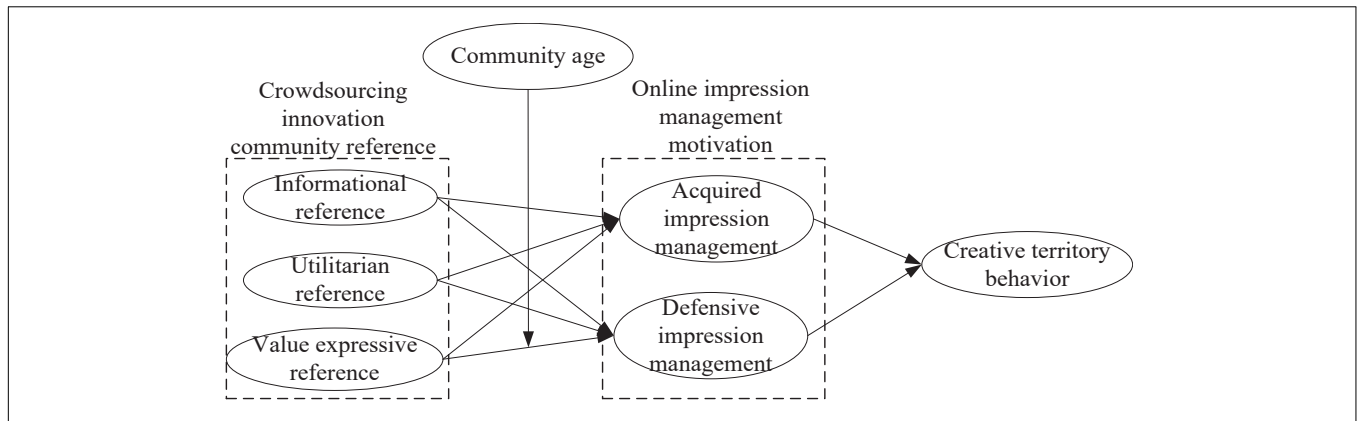 Community age
Crowdsourcing
innovation
community reference
Online impression
management
motivation
Informational
reference
Utilitarian
reference
Value expressive
reference
Acquired
impression
management
Defensive
impression
management
Creative territory
behavior